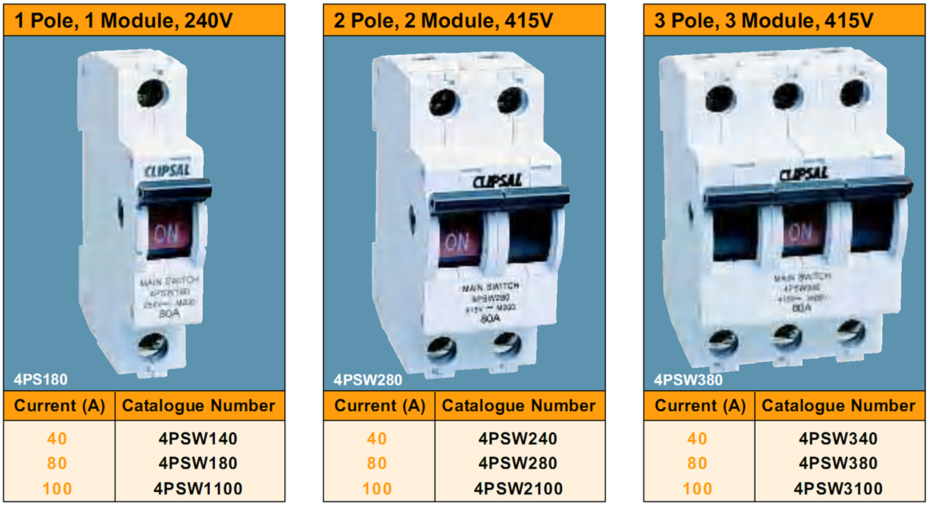 1 Pole, 1 Module, 240V
CLIPSAL
ON
MAIN SWITCH
4PSW180
80A
4PS180
Current (A) Catalogue Number
40 4PSW140
80 4PSW180
100 4PSW1100
2 Pole, 2 Module, 415V
CLIPSAL
ON
MAIN SWITCH
4PSW280
415V M200
80A
4PSW280
Current (A) Catalogue Number
40 4PSW240
80 4PSW280
100 4PSW2100
3 Pole, 3 Module, 415V
CLIPSAL
ON
MAIN SWITCH
4PSW380
80A
4PSW380
Current (A) Catalogue Number
40 4PSW340
80 4PSW380
100 4PSW3100